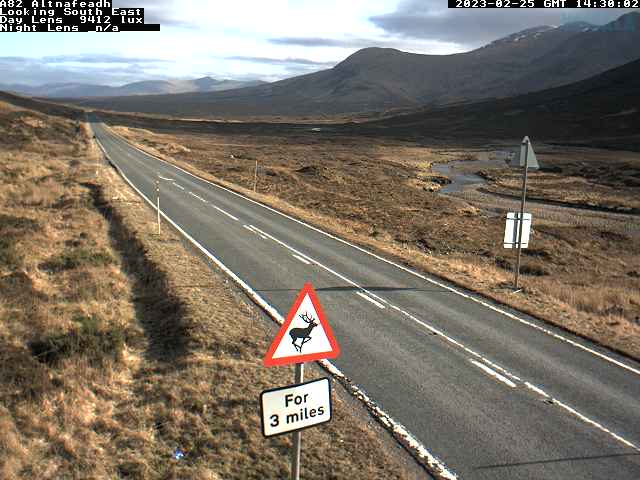 A82 Altnafeadh
Looking South East
Day Lens 9412 lux
Night Lens n/a
2023-02-25 GMT 14:30:02
For
3 miles